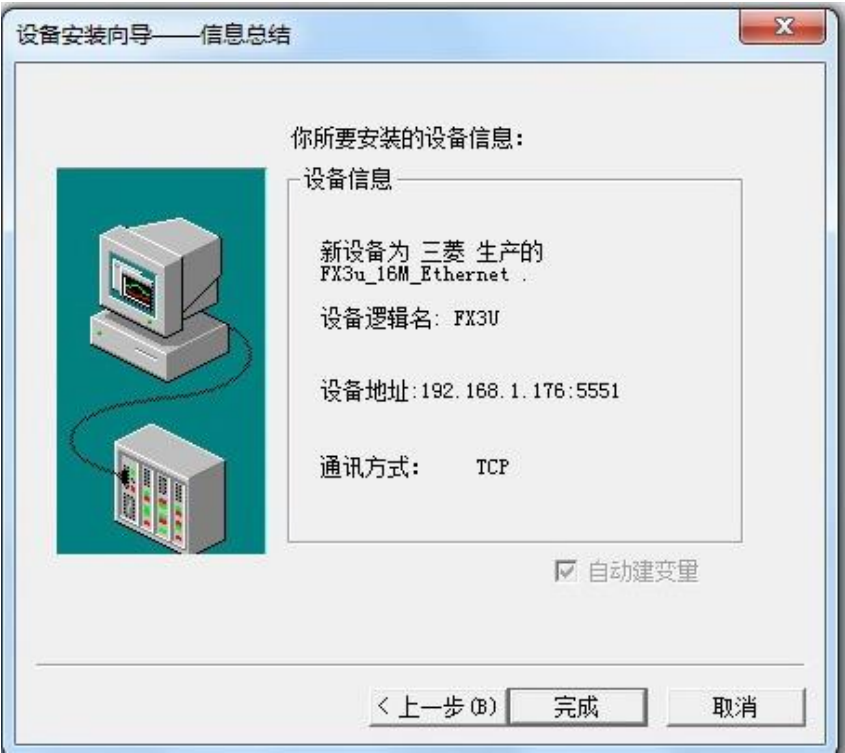 设备安装向导——信息总结
你所要安装的设备信息：
设备信息
新设备为 三菱 生产的
FX3u_16M_Ethernet .
设备逻辑名: FX3U
设备地址:192.168.1.176:5551
通讯方式： TCP
自动建变量
< 上一步(B)
完成
取消